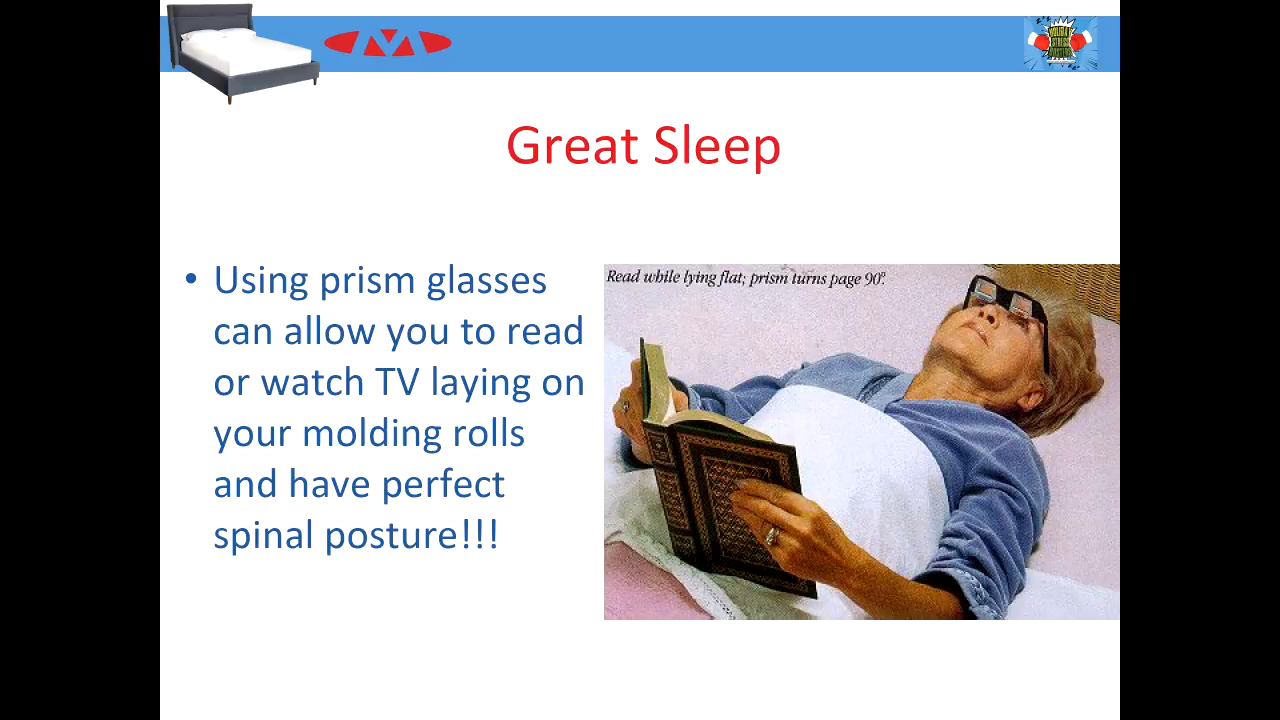 Great Sleep
• Using prism glasses
can allow you to read
or watch TV laying on
your molding rolls
and have perfect
spinal posture!!!
Read while lying flat; prism turns page 90°.